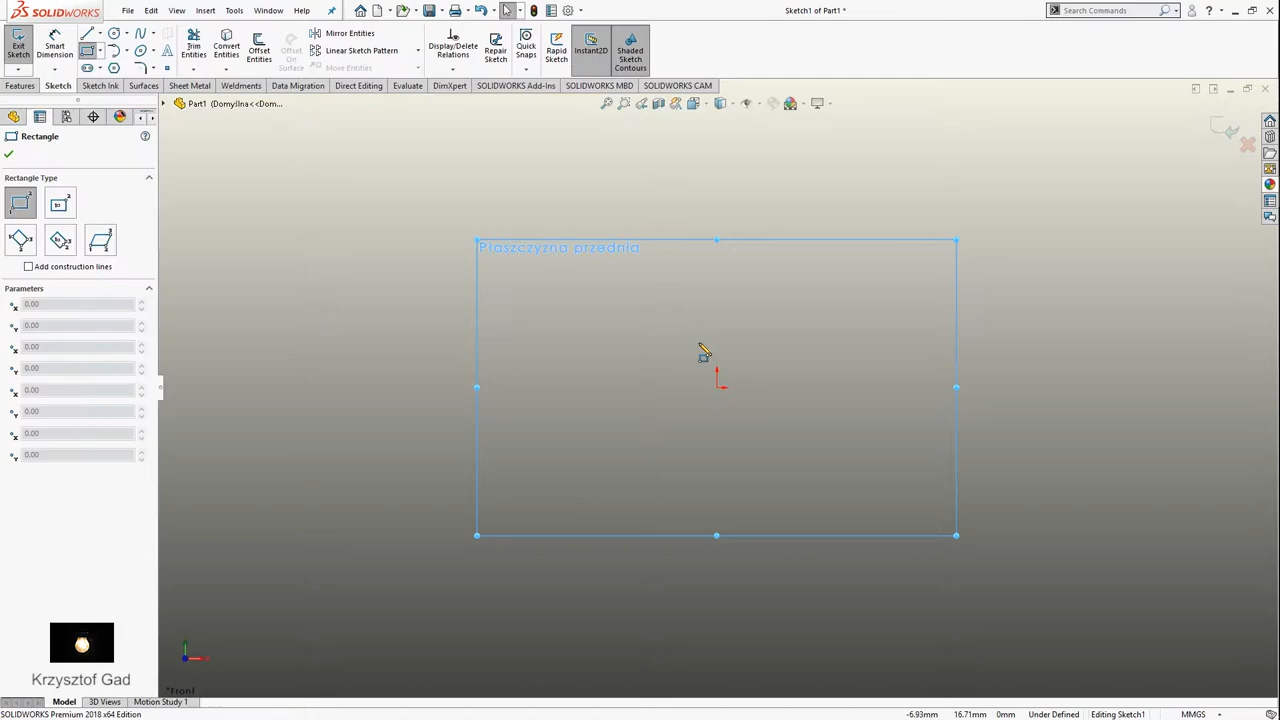 SOLIDWORKS
File Edit View Insert Tools Window Help
Sketch1 of Part1 *
Search Commands
Exit Sketch
Smart Dimension
Trim Entities
Convert Entities
Offset Entities
Offset On Surface
Mirror Entities
Linear Sketch Pattern
Move Entities
Display/Delete Relations
Repair Sketch
Quick Snaps
Rapid Sketch
Instant2D
Shaded Sketch Contours
Features Sketch Sketch Ink Surfaces Sheet Metal Weldments Data Migration Direct Editing Evaluate DimXpert SOLIDWORKS Add-Ins SOLIDWORKS MBD SOLIDWORKS CAM
Part1 (Domyślna<<Dom...
Rectangle
Rectangle Type
Add construction lines
Parameters
0.00
0.00
0.00
0.00
0.00
0.00
0.00
0.00
Płaszczyzna przednia
Krzysztof Gad
*Front
Model 3D Views Motion Study 1
SOLIDWORKS Premium 2018 x64 Edition
-6.93mm 16.71mm 0mm Under Defined Editing Sketch1 MMGS